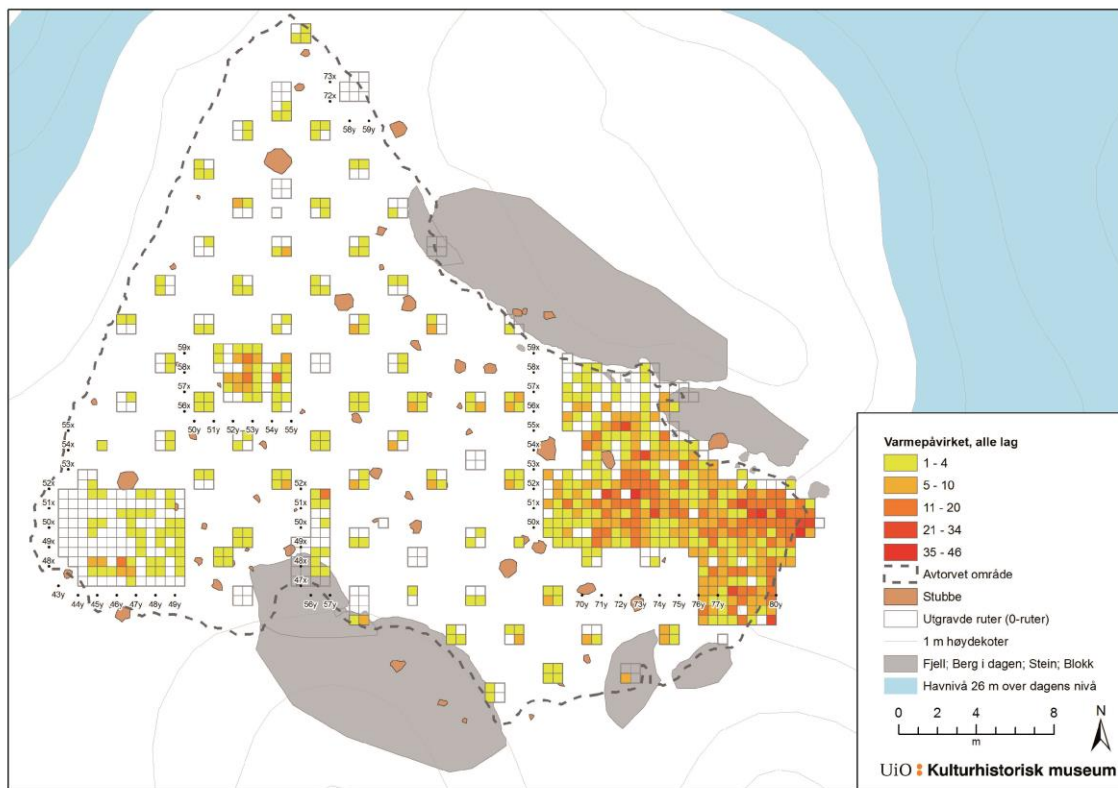 73x
72x
58y 59y
59x
58x
57x
56x
50y 51y 52y 53y 54y 55y
55x
54x
53x
52x
51x
50x
49x
48x
43y 44y 45y 46y 47y 48y 49y
52x
51x
50x
49x
48x
47x
56y 57y
59x
58x
57x
56x
55x
54x
53x
52x
51x
50x
70y 71y 72y 73y 74y 75y 76y 77y 80y
Varmepåvirket, alle lag
1 - 4
5 - 10
11 - 20
21 - 34
35 - 46
Avtorvet område
Stubbe
Utgravde ruter (0-ruter)
1 m høydekoter
Fjell; Berg i dagen; Stein; Blokk
Havnivå 26 m over dagens nivå
0 2 4 8
m
N
UiO Kulturhistorisk museum